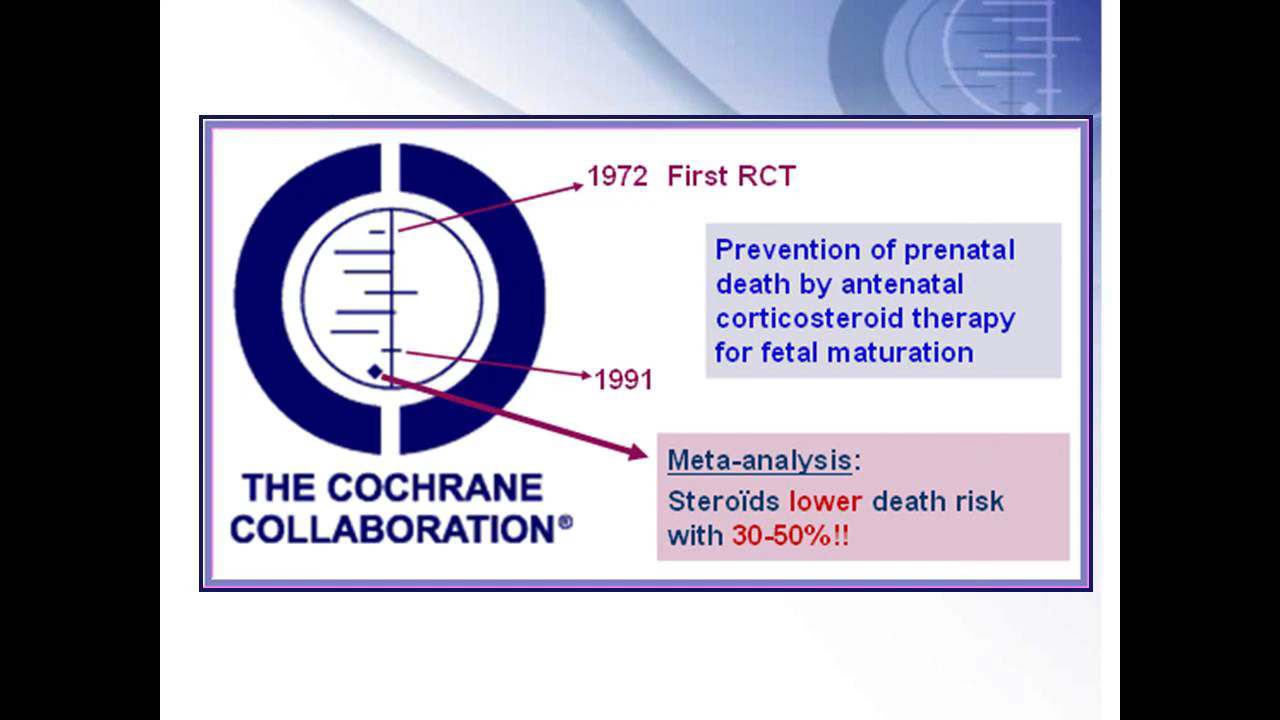 1972 First RCT
Prevention of prenatal
death by antenatal
corticosteroid therapy
for fetal maturation
1991
Meta-analysis:
Steroïds lower death risk
with 30-50%!!
THE COCHRANE
COLLABORATION®